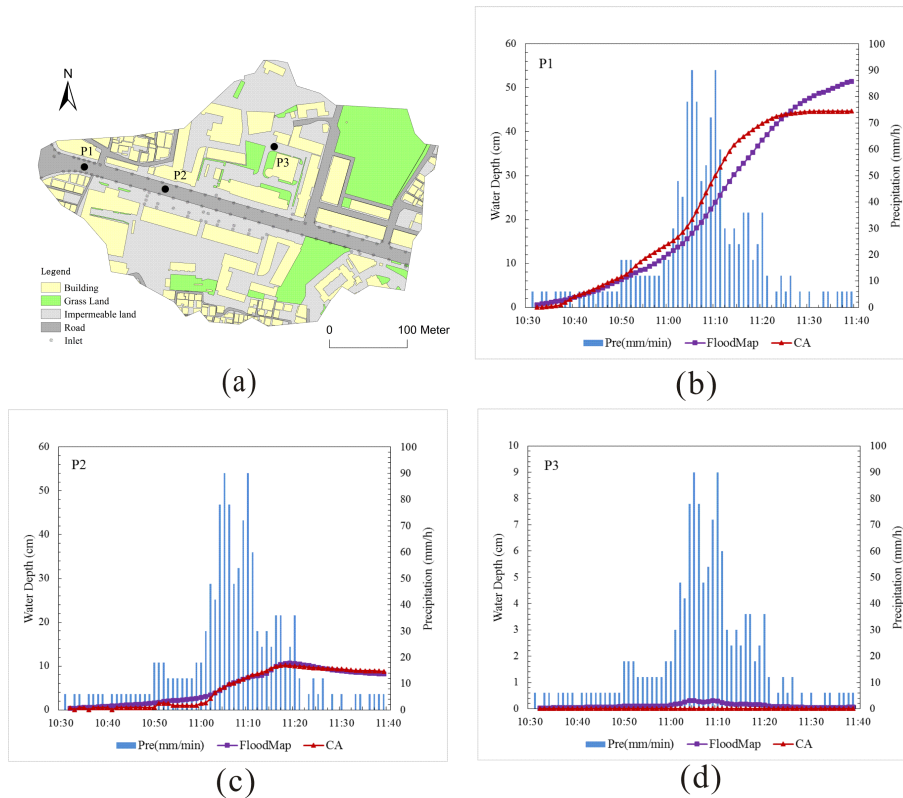 N
P1
P2
P3
Legend
Building
Grass Land
Impermeable land
Road
Inlet
0 100 Meter
(a)
P1
Water Depth (cm)
60
50
40
30
20
10
0
Precipitation (mm/h)
100
90
80
70
60
50
40
30
20
10
0
10:30 10:40 10:50 11:00 11:10 11:20 11:30 11:40
Pre(mm/min) FloodMap CA
(b)
P2
Water Depth (cm)
60
50
40
30
20
10
0
Precipitation (mm/h)
100
90
80
70
60
50
40
30
20
10
0
10:30 10:40 10:50 11:00 11:10 11:20 11:30 11:40
Pre(mm/min) FloodMap CA
(c)
P3
Water Depth (cm)
10
9
8
7
6
5
4
3
2
1
0
Precipitation (mm/h)
100
90
80
70
60
50
40
30
20
10
0
10:30 10:40 10:50 11:00 11:10 11:20 11:30 11:40
Pre(mm/min) FloodMap CA
(d)